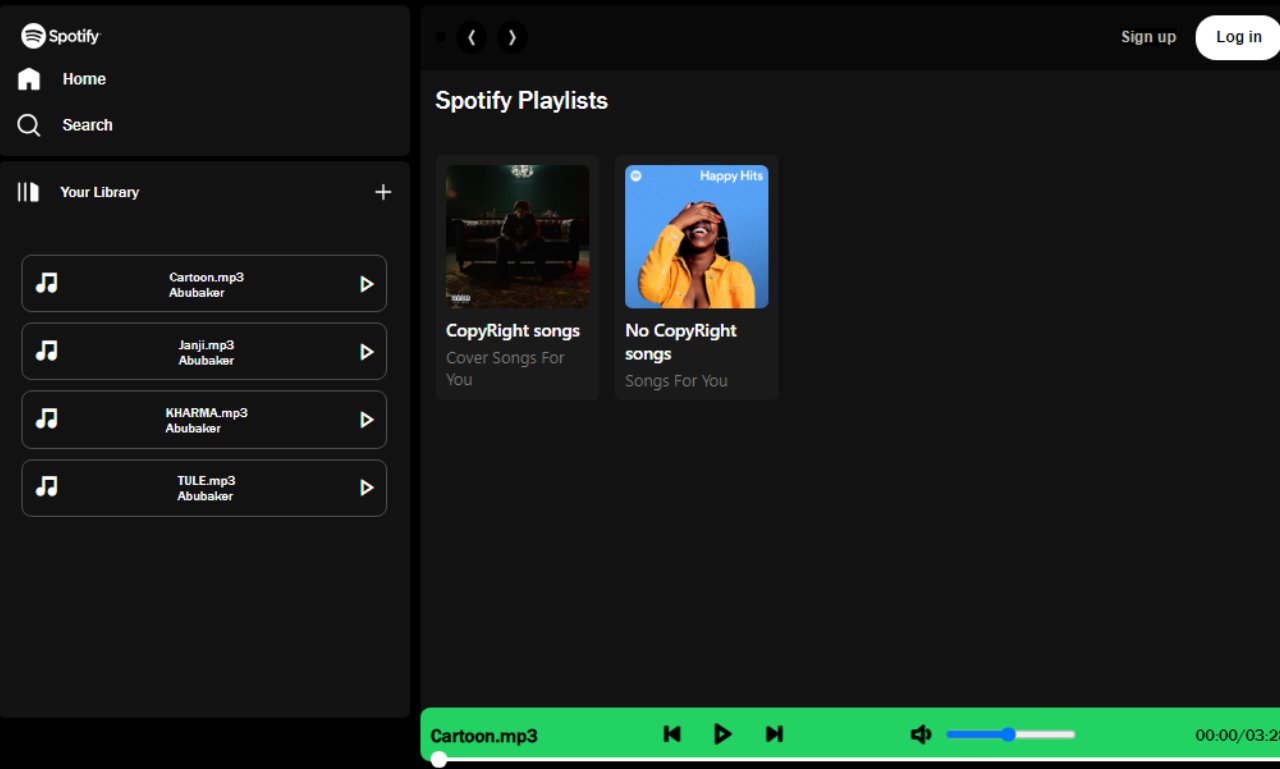 Spotify
Home
Search
Your Library
Cartoon.mp3
Abubaker
Janji.mp3
Abubaker
KHARMA.mp3
Abubaker
TULE.mp3
Abubaker
Sign up
Log in
Spotify Playlists
Happy Hits
CopyRight songs
Cover Songs For
You
No CopyRight
songs
Songs For You
Cartoon.mp3
00:00/03:28